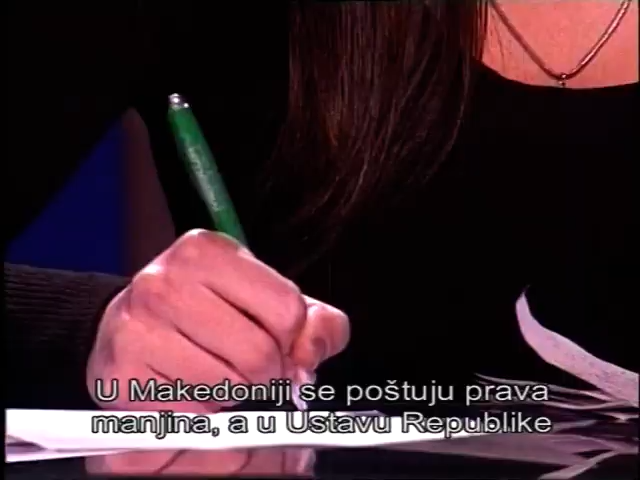 U Makedoniji se poštuju prava
manjina, a u Ustavu Republike